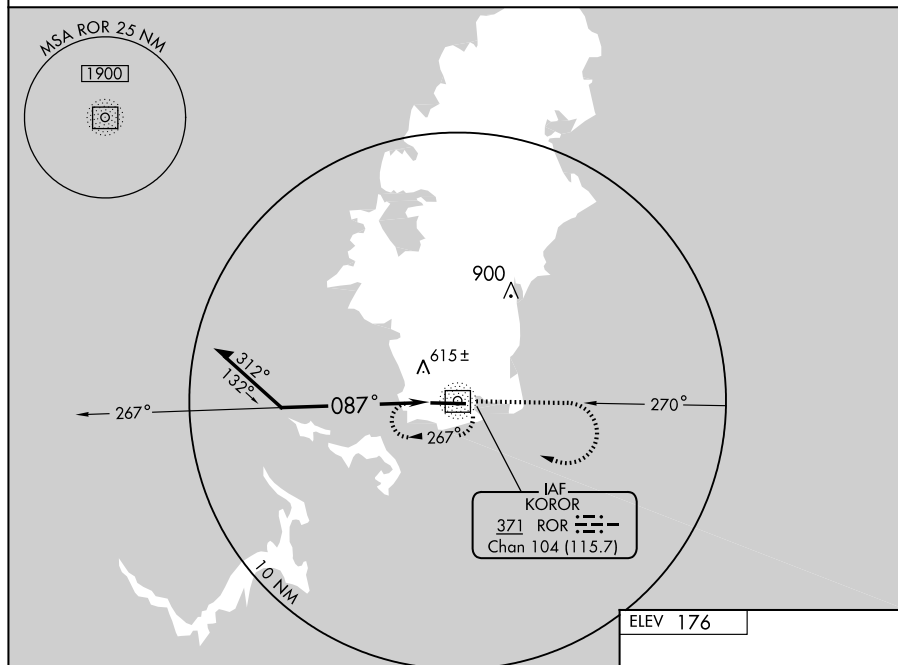 MSA ROR 25 NM
1900
900
615±
312°
132°
087°
267°
270°
267°
IAF
KOROR
371 ROR
Chan 104 (115.7)
10 NM
ELEV 176